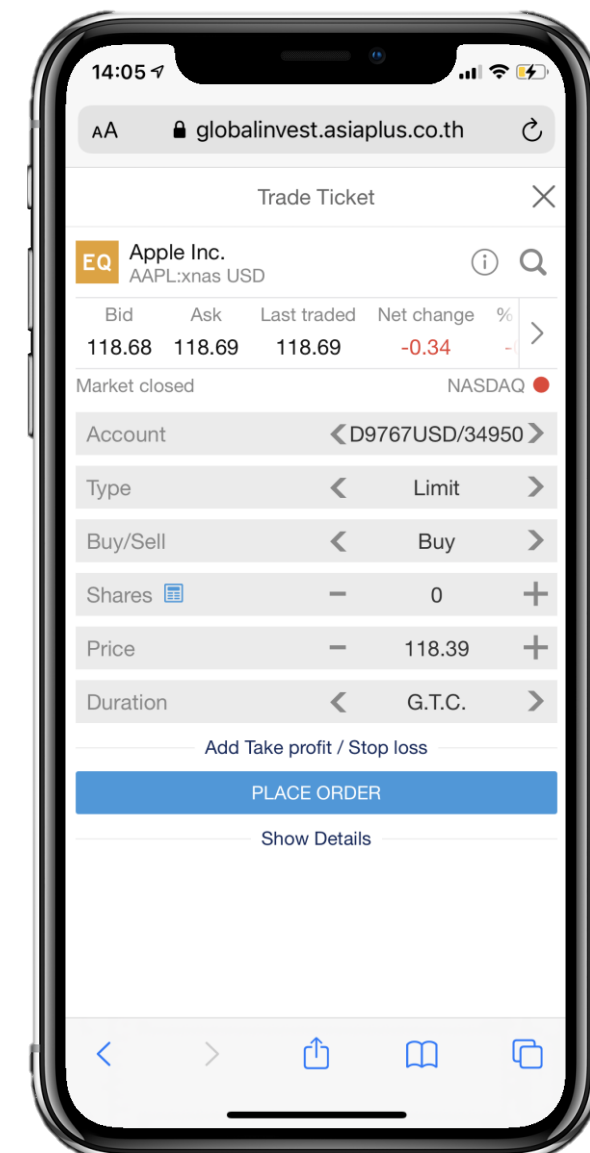 14:05
AA globalinvest.asiaplus.co.th
Trade Ticket
EQ Apple Inc.
AAPL:xnas USD
Bid Ask Last traded Net change %
118.68 118.69 118.69 -0.34
Market closed NASDAQ
Account D9767USD/34950
Type Limit
Buy/Sell Buy
Shares 0
Price 118.39
Duration G.T.C.
Add Take profit / Stop loss
PLACE ORDER
Show Details